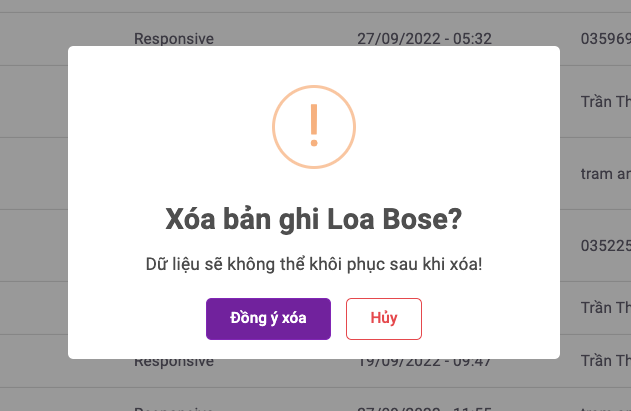 Responsive 27/09/2022 - 05:32 035969
Trần Th
!
Xóa bản ghi Loa Bose?
tram an
Dữ liệu sẽ không thể khôi phục sau khi xóa!
035225
Đồng ý xóa Hủy
Trần Th
Responsive 19/09/2022 - 09:47 Trần Th